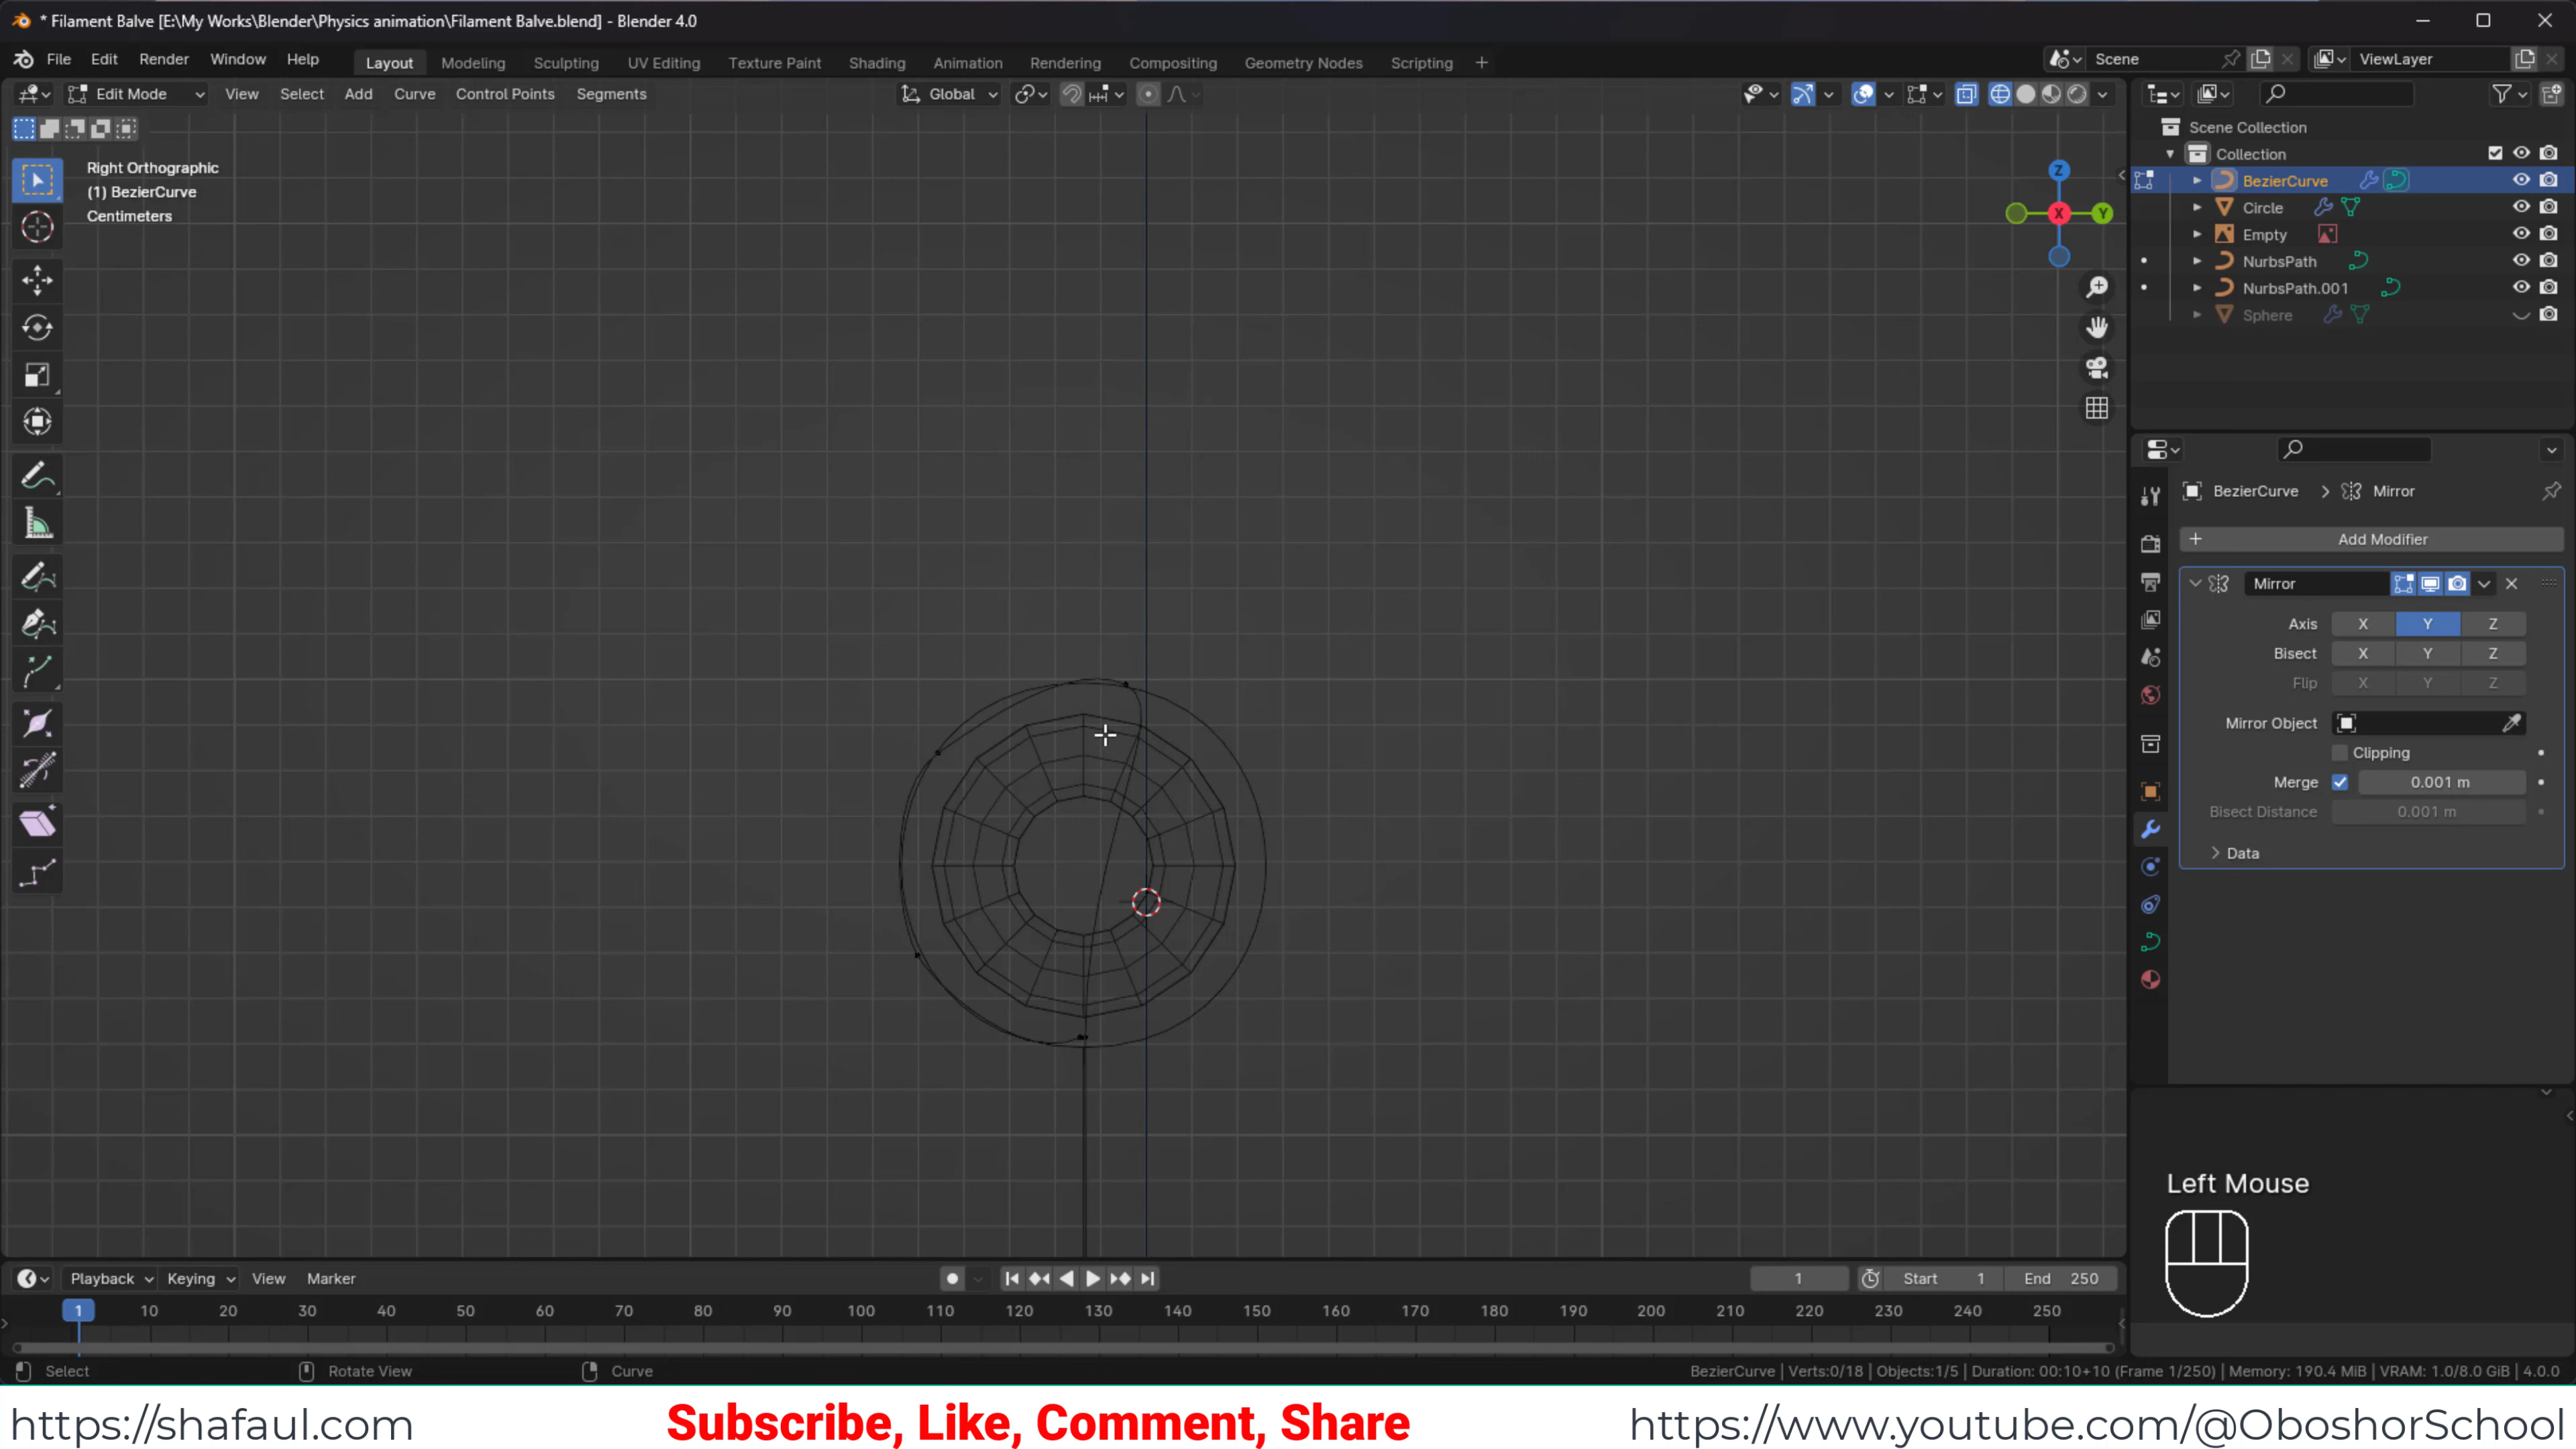 * Filament Balve [E:\My Works\Blender\Physics animation\Filament Balve.blend] - Blender 4.0
File Edit Render Window Help Layout Modeling Sculpting UV Editing Texture Paint Shading Animation Rendering Compositing Geometry Nodes Scripting + Scene ViewLayer
Edit Mode View Select Add Curve Control Points Segments Global
Right Orthographic
(1) BezierCurve
Centimeters
Z
X
Y
Scene Collection
Collection
BezierCurve
Circle
Empty
NurbsPath
NurbsPath.001
Sphere
BezierCurve > Mirror
+ Add Modifier
Mirror
Axis X Y Z
Bisect X Y Z
Flip X Y Z
Mirror Object
Clipping
Merge 0.001 m
Bisect Distance 0.001 m
Data
Left Mouse
Playback Keying View Marker 1 Start 1 End 250
1 10 20 30 40 50 60 70 80 90 100 110 120 130 140 150 160 170 180 190 200 210 220 230 240 250
Select Rotate View Curve BezierCurve | Verts:0/18 | Objects:1/5 | Duration: 00:10+10 (Frame 1/250) | Memory: 190.4 MiB | VRAM: 1.0/8.0 GiB | 4.0.0
https://shafaul.com Subscribe, Like, Comment, Share https://www.youtube.com/@OboshorSchool